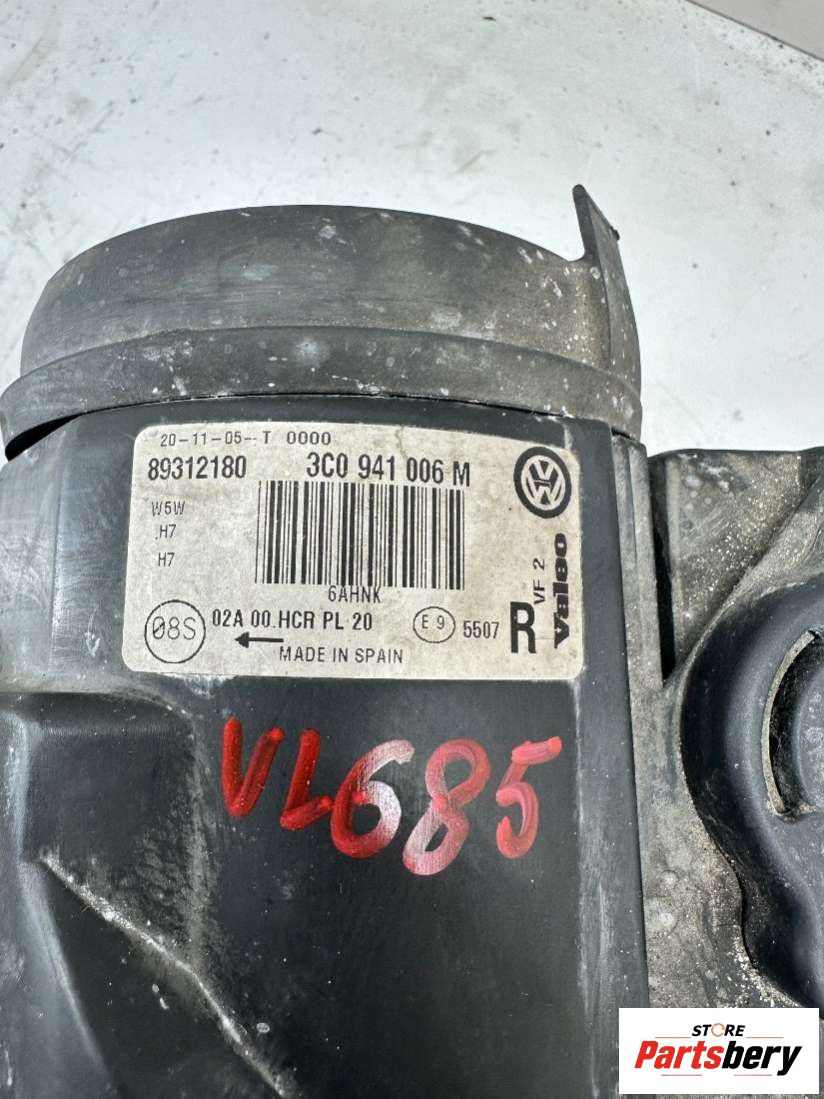 20-11-05--T 0000
89312180 3C0 941 006 M
W5W
.H7
H7
6AHNK
VF 2
Valeo
08S 02A 00.HCR PL 20 E 9 5507 R
MADE IN SPAIN
VL685
STORE
Partsbery